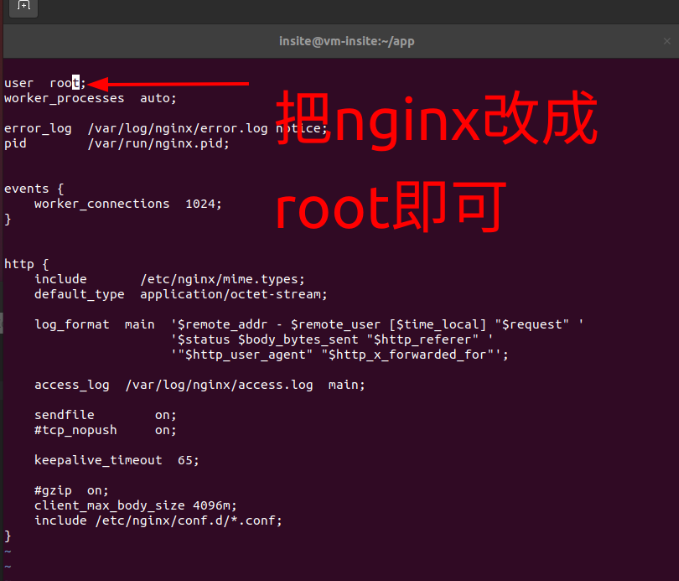 insite@vm-insite:~/app
user  root;
worker_processes  auto;
error_log  /var/log/nginx/error.log notice;
pid        /var/run/nginx.pid;
events {
    worker_connections  1024;
}
http {
    include       /etc/nginx/mime.types;
    default_type  application/octet-stream;
    log_format  main  '$remote_addr - $remote_user [$time_local] "$request" '
                      '$status $body_bytes_sent "$http_referer" '
                      '"$http_user_agent" "$http_x_forwarded_for"';
    access_log  /var/log/nginx/access.log  main;
    sendfile        on;
    #tcp_nopush     on;
    keepalive_timeout  65;
    #gzip  on;
    client_max_body_size 4096m;
    include /etc/nginx/conf.d/*.conf;
}
~
~
把nginx改成
root即可